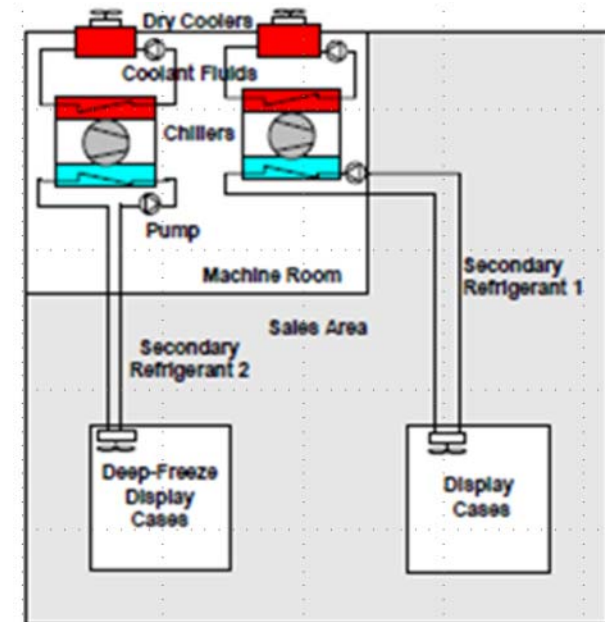 Dry Coolers
Coolant Fluids
Chillers
Pump
Machine Room
Secondary
Refrigerant 1
Sales Area
Secondary
Refrigerant 2
Deep-Freeze
Display
Cases
Display
Cases